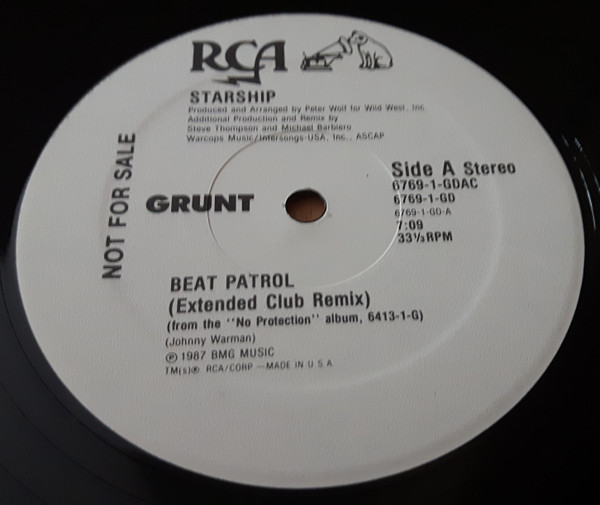 RCA
STARSHIP
Produced and Arranged by Peter Wolf for Wild West, Inc.
Additional Production and Remix by
Steve Thompson and Michael Barbiero
Warcops Music/Intersongs-USA, Inc., ASCAP
NOT FOR SALE
GRUNT
Side A Stereo
6769-1-GDAC
6769-1-GD
6769-1-GD-A
7:09
33⅓ RPM
BEAT PATROL
(Extended Club Remix)
(from the "No Protection" album, 6413-1-G)
(Johnny Warman)
℗ 1987 BMG MUSIC
TM(s)® RCA/CORP —MADE IN U.S.A.